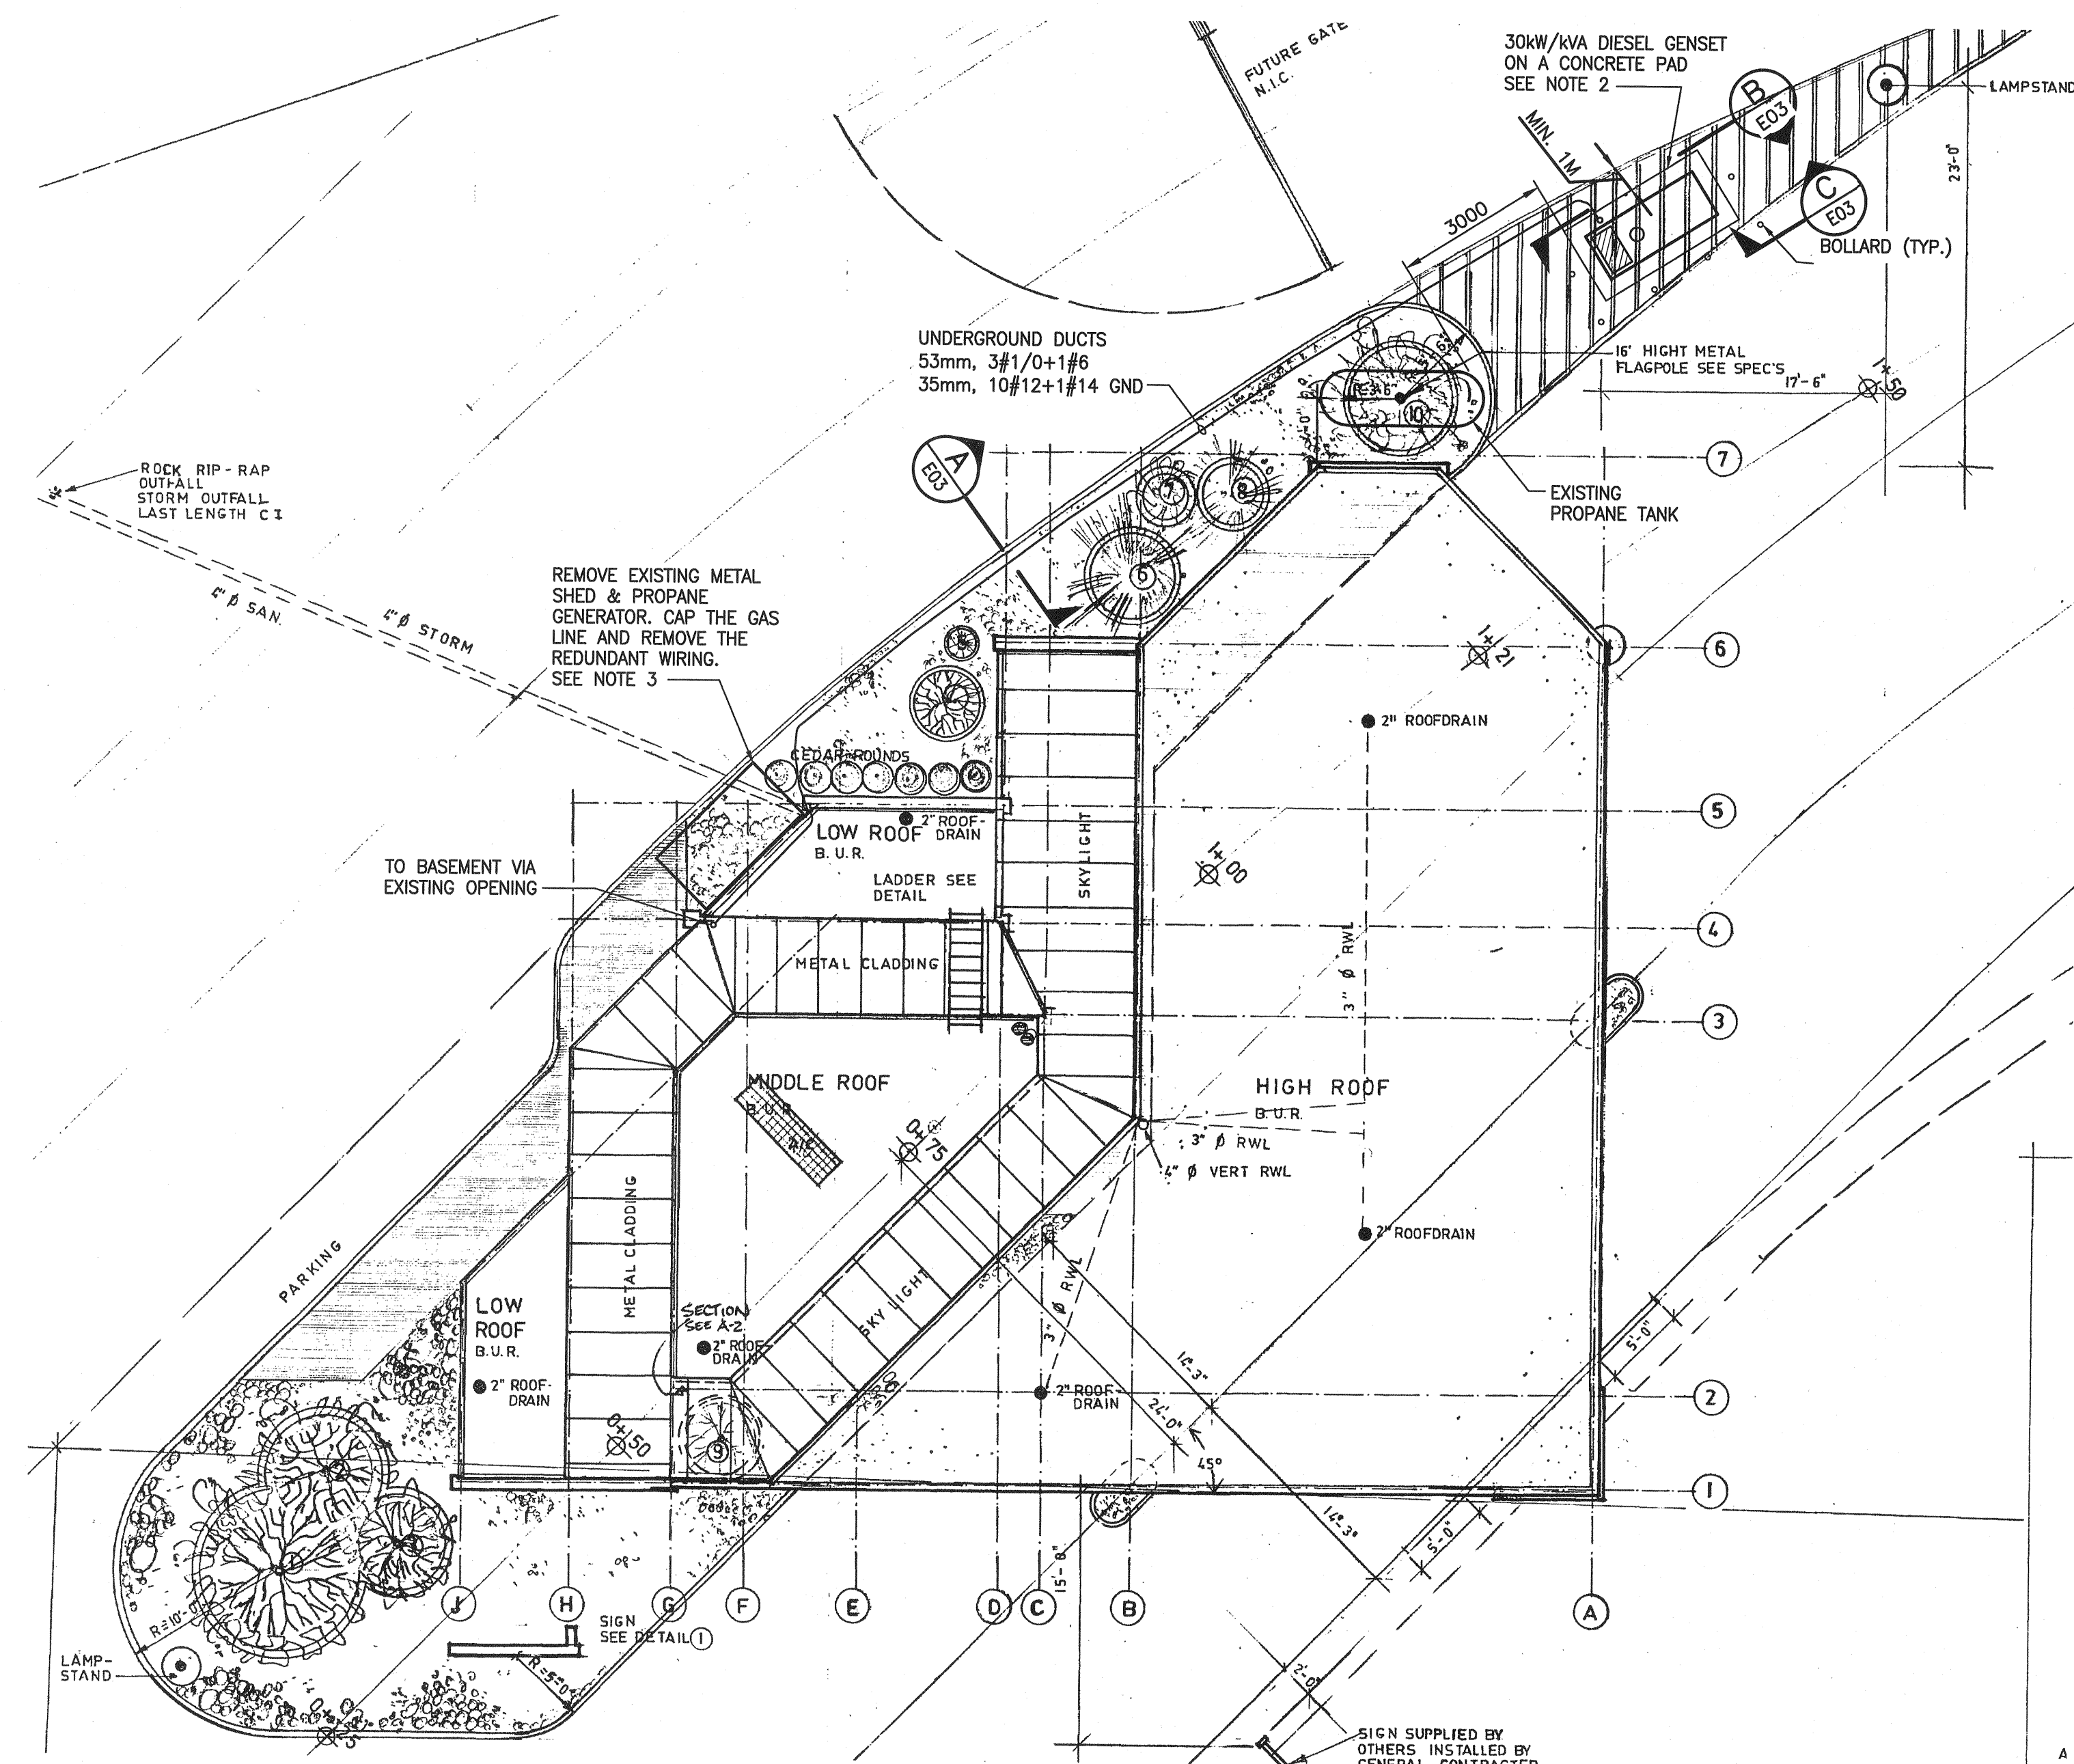 FUTURE GATE
N.I.C.
30kW/kVA DIESEL GENSET
ON A CONCRETE PAD
SEE NOTE 2
B
E03
LAMPSTAND
MIN. 1M
23'-0"
C
E03
BOLLARD (TYP.)
3000
UNDERGROUND DUCTS
53mm, 3#1/0+1#6
35mm, 10#12+1#14 GND
16' HIGHT METAL
FLAGPOLE SEE SPEC'S
17'-6"
1+50
10
A
E03
7
7
8
ROCK RIP-RAP
OUTFALL
STORM OUTFALL
LAST LENGTH C I
EXISTING
PROPANE TANK
4"Ø SAN.
4"Ø STORM
REMOVE EXISTING METAL
SHED & PROPANE
GENERATOR. CAP THE GAS
LINE AND REMOVE THE
REDUNDANT WIRING.
SEE NOTE 3
6
1+21
6
2" ROOFDRAIN
CEDAR ROUNDS
5
LOW ROOF
B.U.R.
2" ROOF-
DRAIN
SKYLIGHT
1+00
TO BASEMENT VIA
EXISTING OPENING
LADDER SEE
DETAIL
4
METAL CLADDING
3" Ø RWL
3
MIDDLE ROOF
B.U.R.
A/C
0+75
HIGH ROOF
B.U.R.
3" Ø RWL
4" Ø VERT RWL
METAL CLADDING
2" ROOFDRAIN
PARKING
LOW
ROOF
B.U.R.
SECTION
SEE A-2
2" ROOF-
DRAIN
SKY LIGHT
3" Ø RWL
14'-3"
5'-0"
2" ROOF-
DRAIN
2" ROOF-
DRAIN
24'-0"
2
0+50
9
45°
1
14'-3"
5'-0"
15'-8"
J
H
G
F
E
D
C
B
A
R=10'-0"
SIGN
SEE DETAIL 1
LAMP-
STAND
R=5'-0"
2'-0"
SIGN SUPPLIED BY
OTHERS INSTALLED BY
GENERAL CONTRACTOR